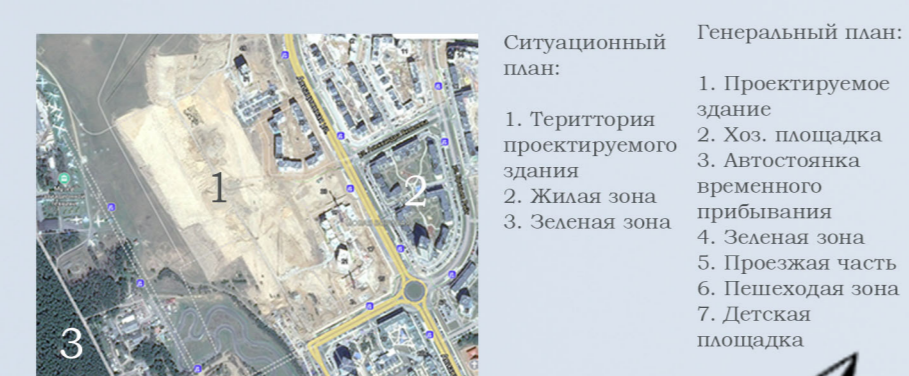 Ситуационный
план:
1. Териттория
проектируемого
здания
2. Жилая зона
3. Зеленая зона
Генеральный план:
1. Проектируемое
здание
2. Хоз. площадка
3. Автостоянка
временного
прибывания
4. Зеленая зона
5. Проезжая часть
6. Пешеходая зона
7. Детская
площадка
1
2
3